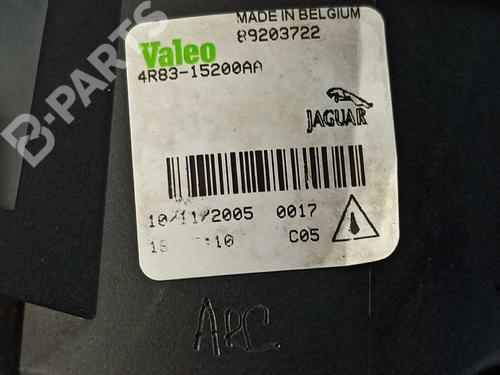 MADE IN BELGIUM
Valeo 89203722
4R83-15200AA
JAGUAR
10/11/2005 0017
C05
B-PARTS